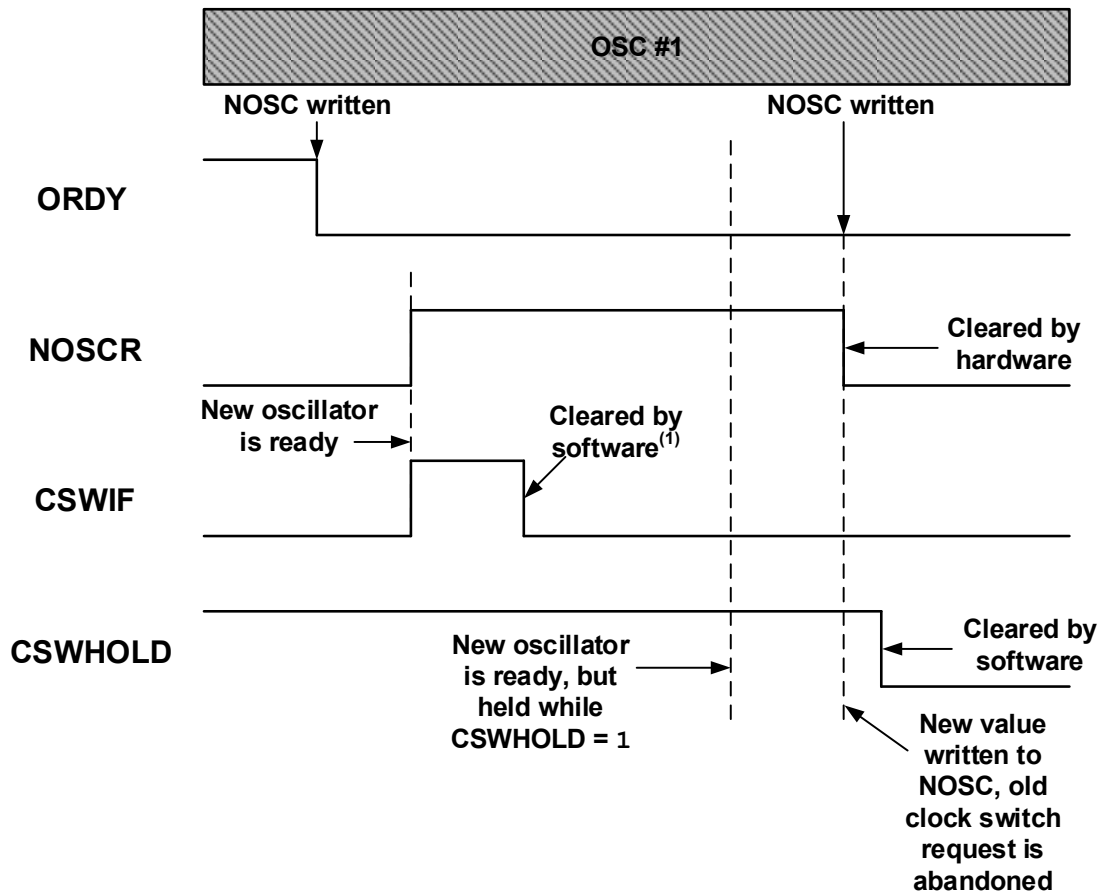 OSC #1
NOSC written
NOSC written
ORDY
NOSCR
Cleared by
hardware
New oscillator
is ready
Cleared by
software(1)
CSWIF
CSWHOLD
New oscillator
is ready, but
held while
CSWHOLD = 1
Cleared by
software
New value
written to
NOSC, old
clock switch
request is
abandoned